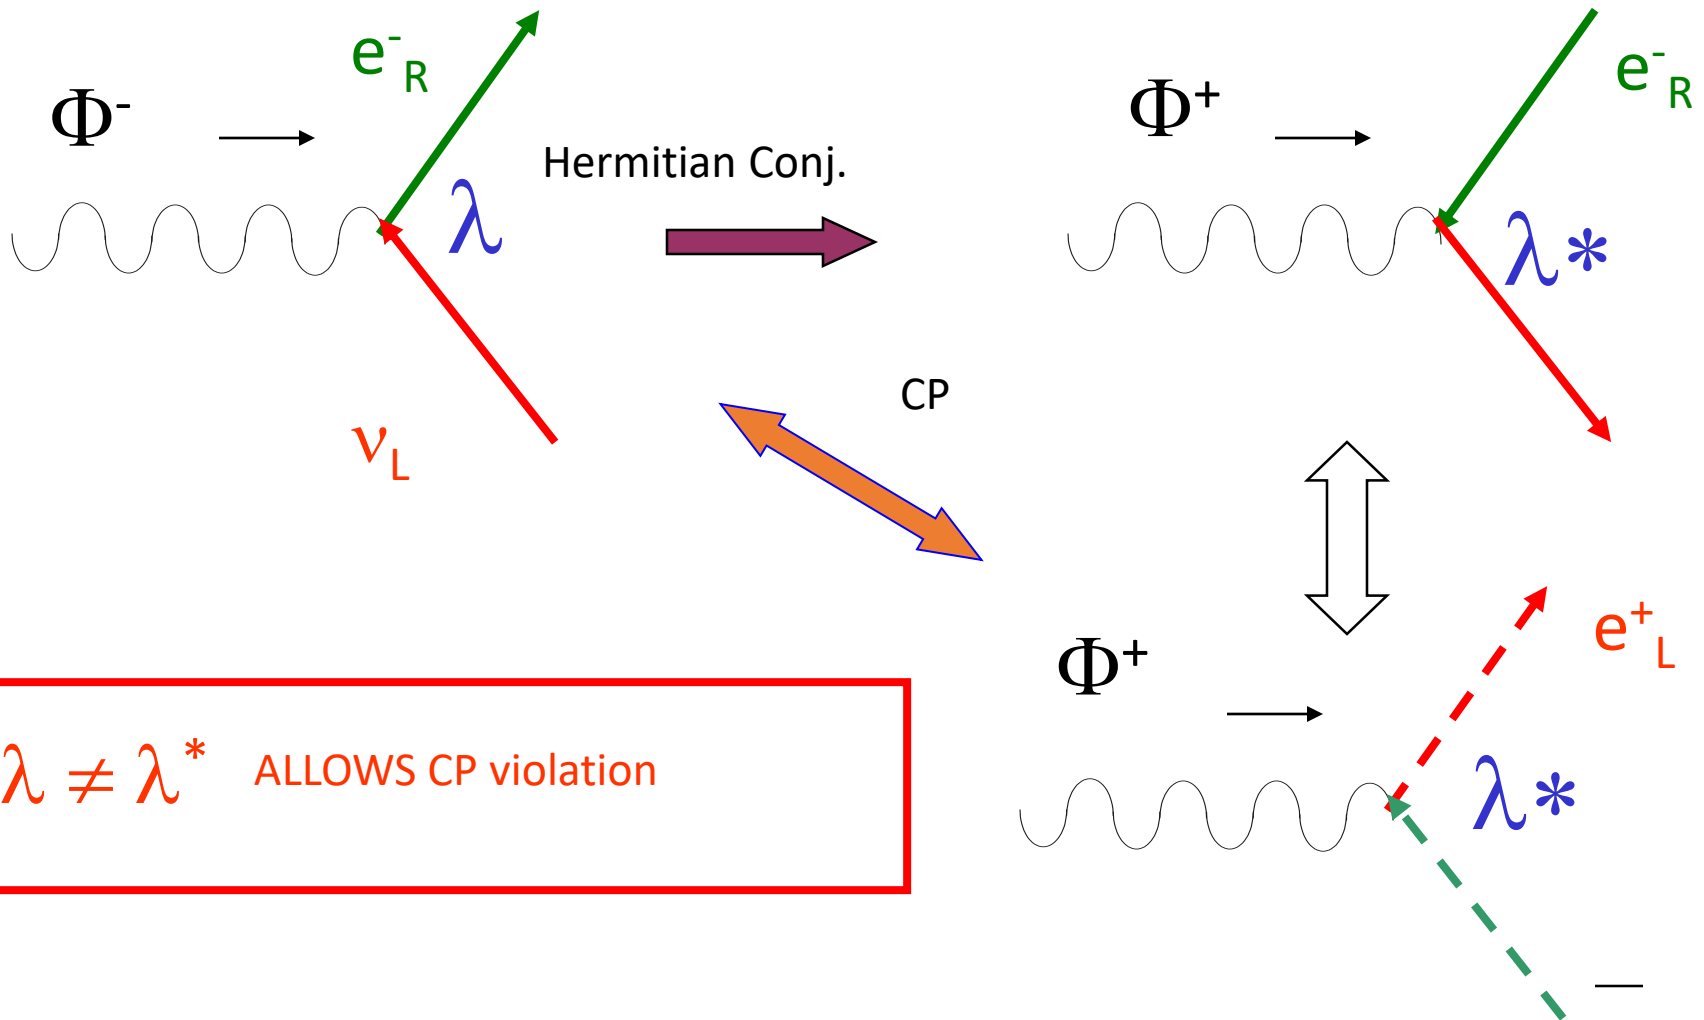 e⁻R
Φ⁻
λ
νL
Hermitian Conj.
Φ⁺
e⁻R
λ*
CP
Φ⁺
e⁺L
λ*
λ ≠ λ* ALLOWS CP violation